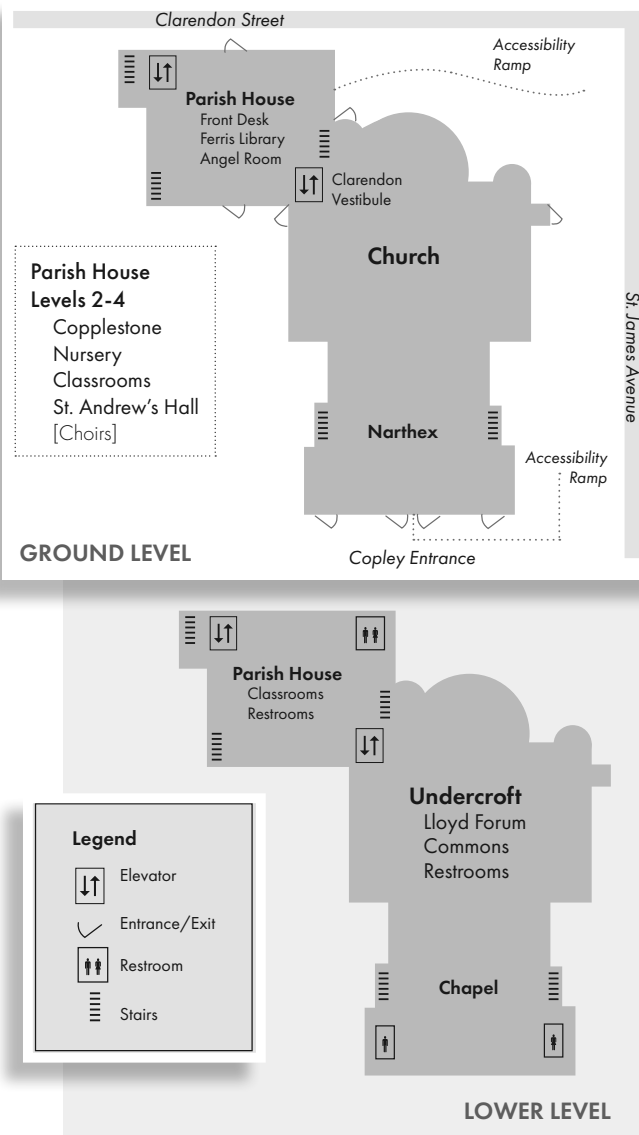 Clarendon Street
Accessibility
Ramp
Parish House
Front Desk
Ferris Library
Angel Room
Clarendon
Vestibule
Church
Parish House
Levels 2-4
Copplestone
Nursery
Classrooms
St. Andrew's Hall
[Choirs]
St. James Avenue
Narthex
Accessibility
Ramp
GROUND LEVEL
Copley Entrance
Parish House
Classrooms
Restrooms
Undercroft
Lloyd Forum
Commons
Restrooms
Legend
Elevator
Entrance/Exit
Restroom
Stairs
Chapel
LOWER LEVEL